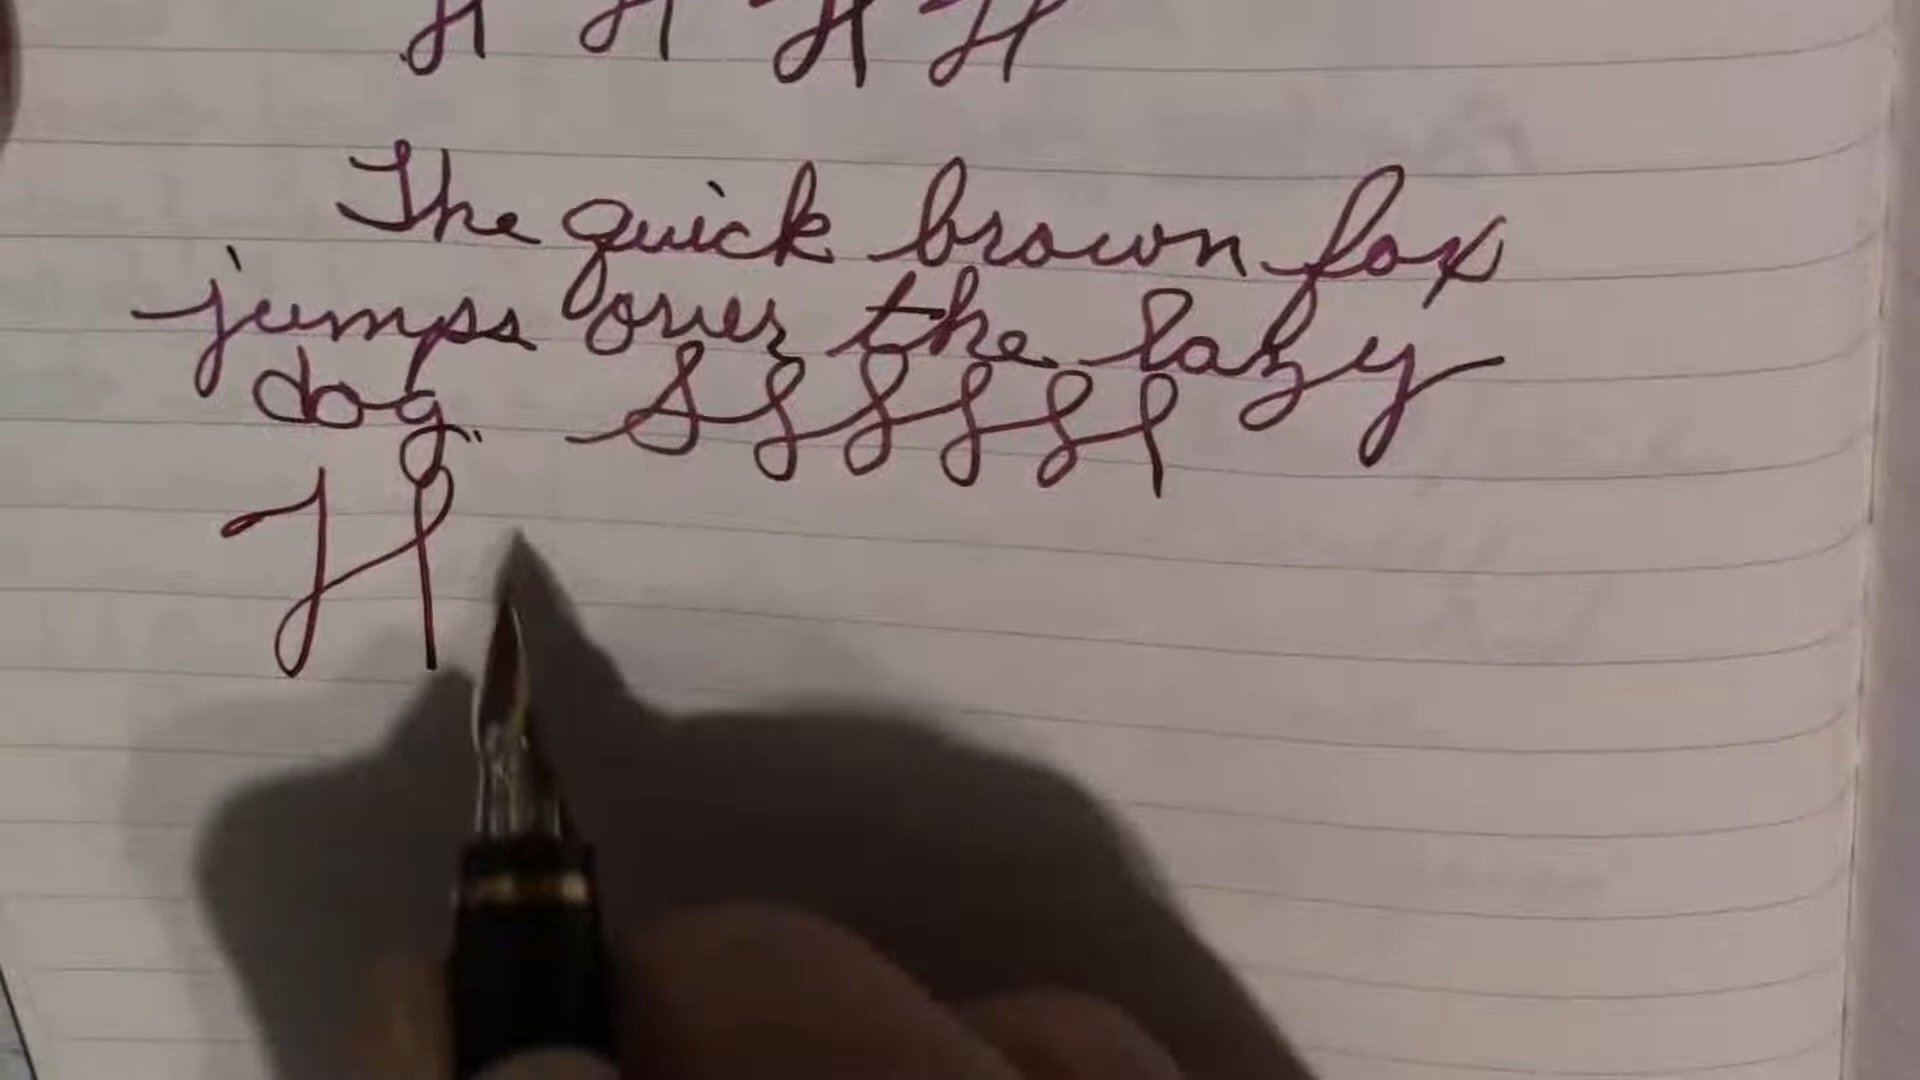 H H H H
The quick brown fox
jumps over the lazy
dog.
H